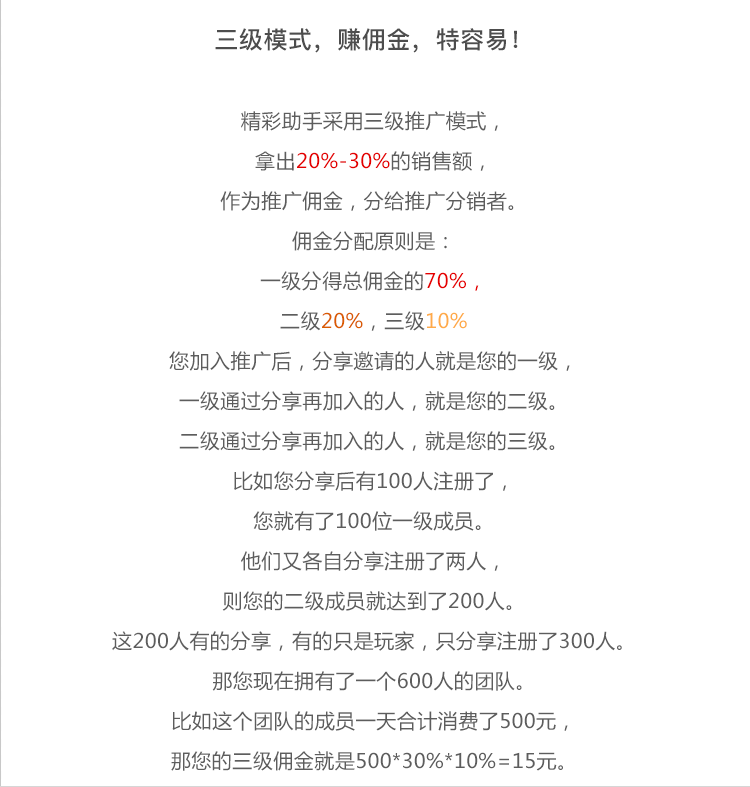 三级模式，赚佣金，特容易！
精彩助手采用三级推广模式，
拿出20%-30%的销售额，
作为推广佣金，分给推广分销者。
佣金分配原则是：
一级分得总佣金的70%，
二级20%，三级10%
您加入推广后，分享邀请的人就是您的一级，
一级通过分享再加入的人，就是您的二级。
二级通过分享再加入的人，就是您的三级。
比如您分享后有100人注册了，
您就有了100位一级成员。
他们又各自分享注册了两人，
则您的二级成员就达到了200人。
这200人有的分享，有的只是玩家，只分享注册了300人。
那您现在拥有了一个600人的团队。
比如这个团队的成员一天合计消费了500元，
那您的三级佣金就是500*30%*10%=15元。